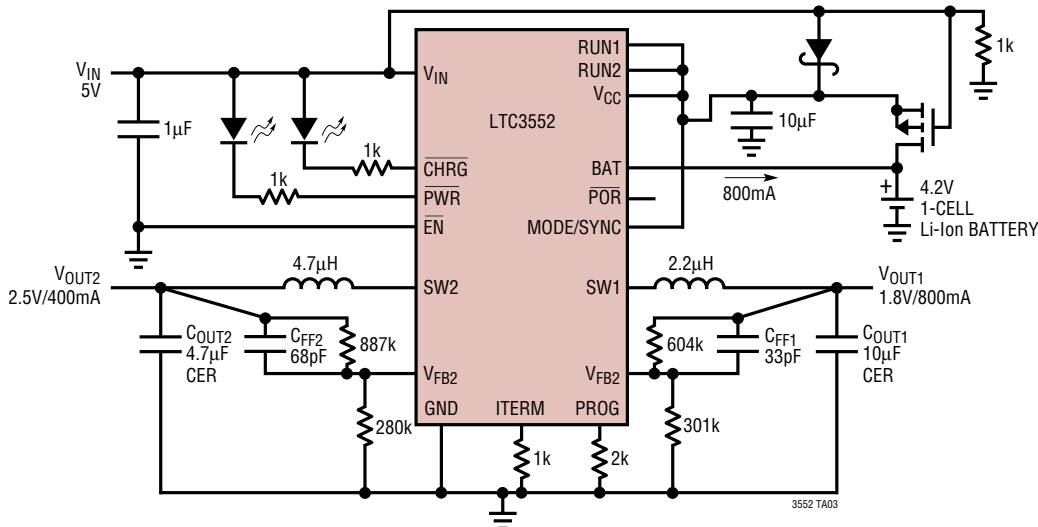 RUN1
1k
V_IN
5V
V_IN
RUN2
V_CC
LTC3552
10µF
1µF
1k
CHRG
BAT
800mA
+
4.2V
1-CELL
Li-Ion BATTERY
1k
PWR
POR
EN
MODE/SYNC
V_OUT2
2.5V/400mA
4.7µH
SW2
SW1
2.2µH
V_OUT1
1.8V/800mA
C_OUT2
4.7µF
CER
C_FF2
68pF
887k
604k
C_FF1
33pF
C_OUT1
10µF
CER
V_FB2
V_FB2
280k
GND
ITERM
PROG
301k
1k
2k
3552 TA03